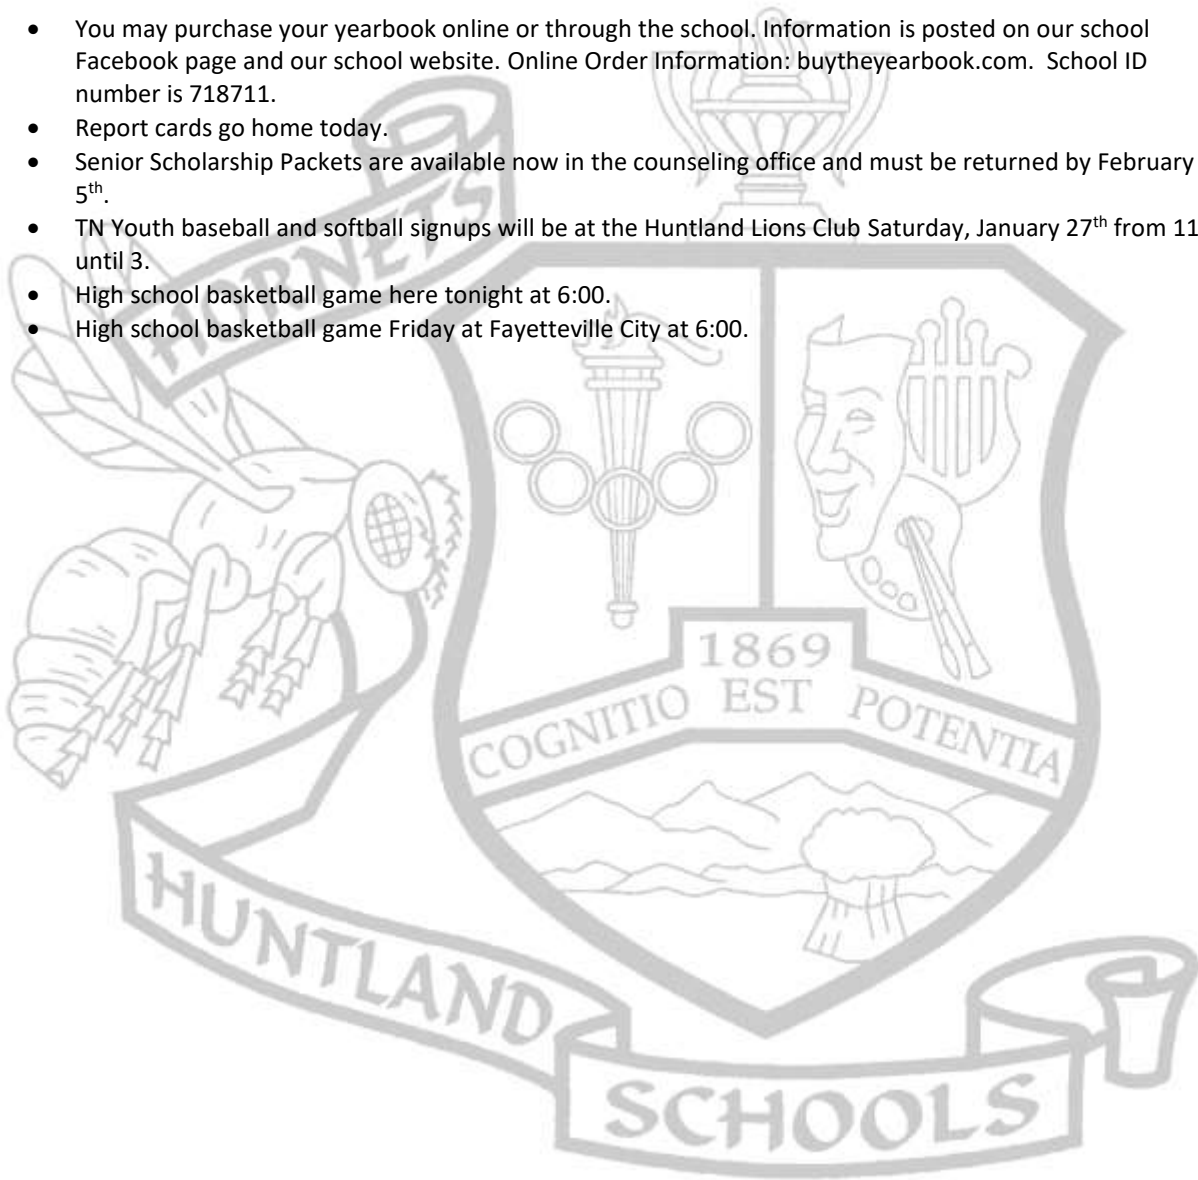 • You may purchase your yearbook online or through the school. Information is posted on our school
Facebook page and our school website. Online Order Information: buytheyearbook.com.  School ID
number is 718711.
• Report cards go home today.
• Senior Scholarship Packets are available now in the counseling office and must be returned by February
5th.
• TN Youth baseball and softball signups will be at the Huntland Lions Club Saturday, January 27th from 11
until 3.
• High school basketball game here tonight at 6:00.
• High school basketball game Friday at Fayetteville City at 6:00.
HORNETS
1869
COGNITIO EST POTENTIA
HUNTLAND
SCHOOLS